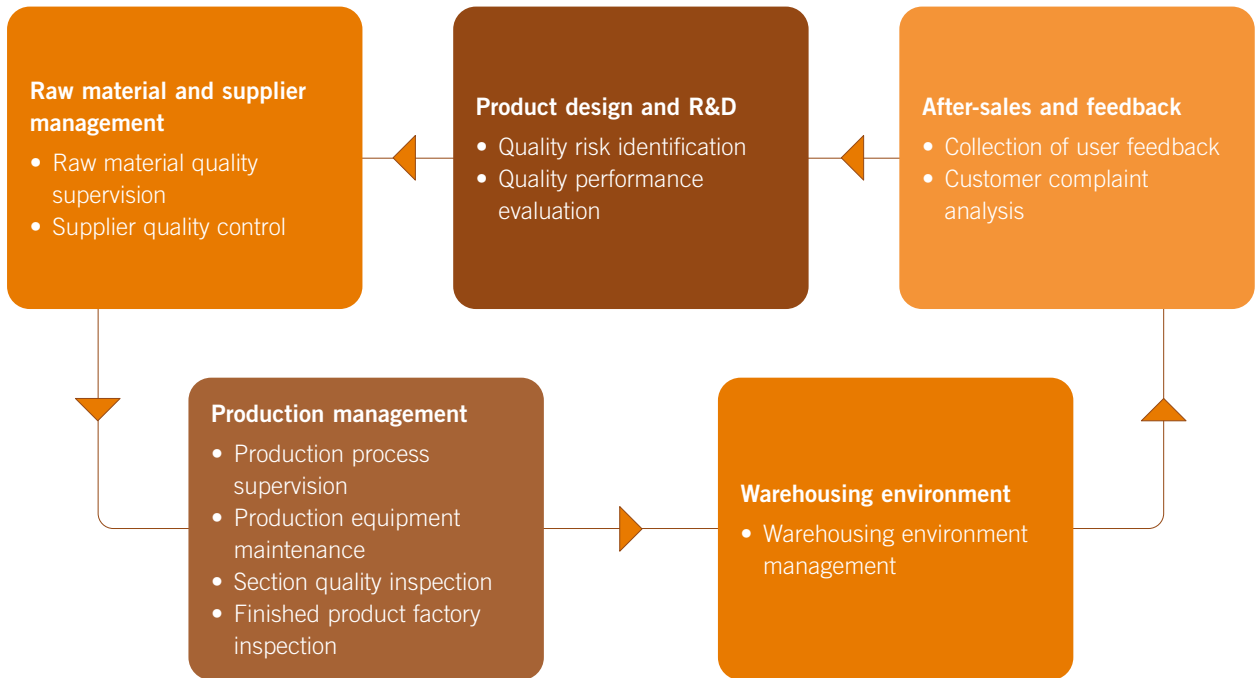 Raw material and supplier
management
• Raw material quality
supervision
• Supplier quality control
Product design and R&D
• Quality risk identification
• Quality performance
evaluation
After-sales and feedback
• Collection of user feedback
• Customer complaint
analysis
Production management
• Production process
supervision
• Production equipment
maintenance
• Section quality inspection
• Finished product factory
inspection
Warehousing environment
• Warehousing environment
management